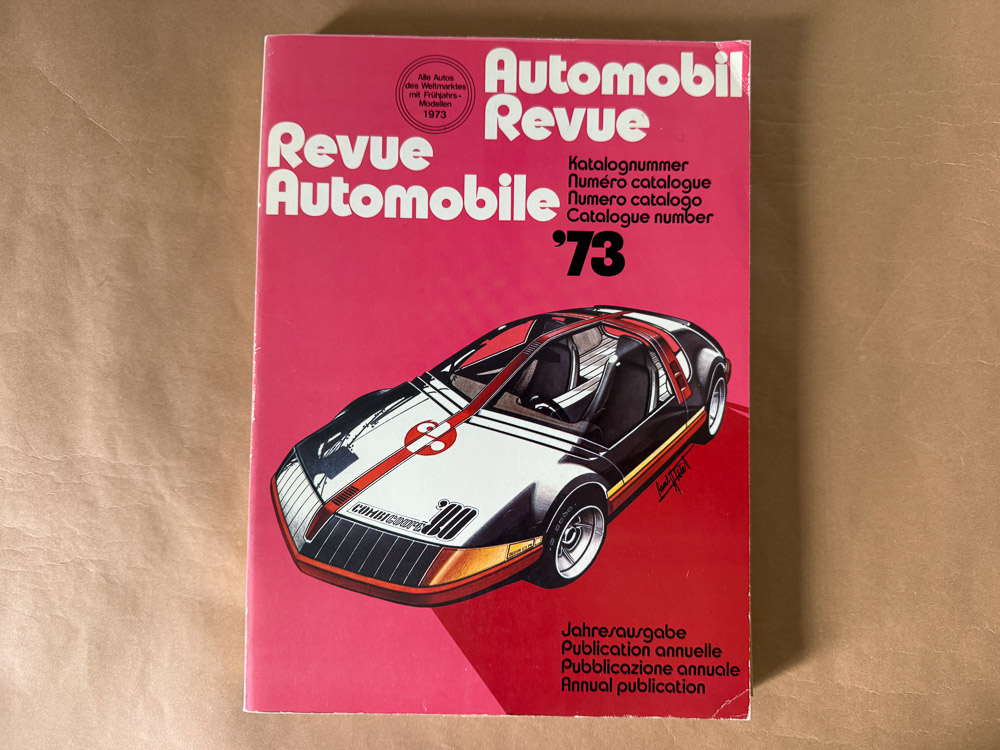 Alle Autos
des Weltmarktes
mit Frühjahrs-
Modellen
1973
Automobil
Revue
Revue
Automobile
Katalognummer
Numéro catalogue
Numero catalogo
Catalogue number
'73
COMBICOUPÉ '80
Jahresausgabe
Publication annuelle
Pubblicazione annuale
Annual publication